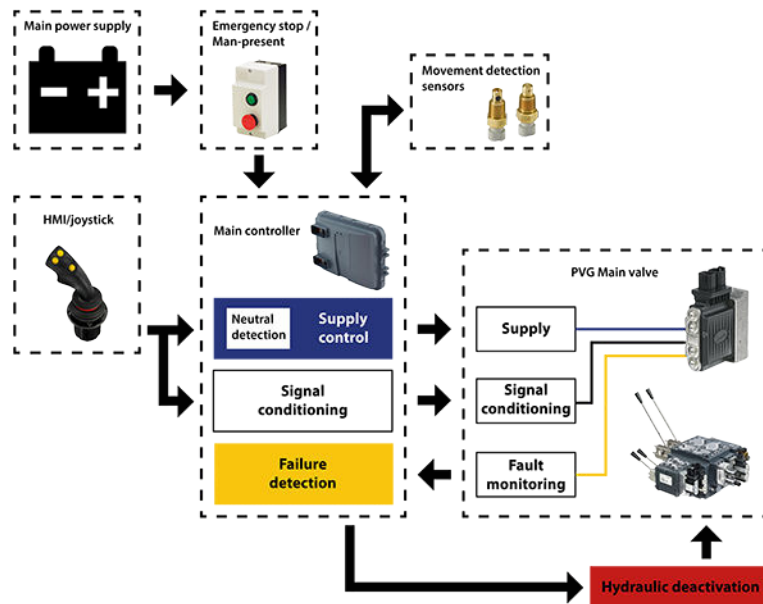 Main power supply
Emergency stop /
Man-present
Movement detection
sensors
HMI/joystick
Main controller
PVG Main valve
Neutral
detection
Supply
control
Supply
Signal
conditioning
Signal
conditioning
Failure
detection
Fault
monitoring
Hydraulic deactivation